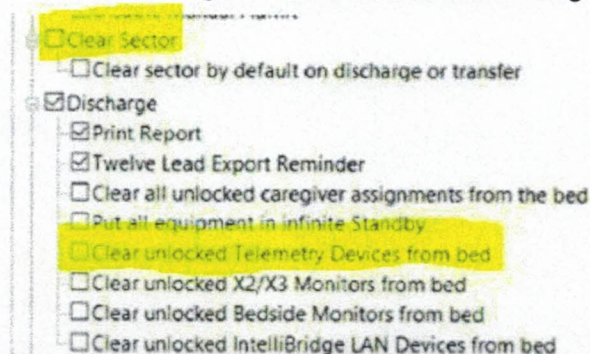 Clear Sector
Clear sector by default on discharge or transfer
Discharge
Print Report
Twelve Lead Export Reminder
Clear all unlocked caregiver assignments from the bed
Put all equipment in infinite Standby
Clear unlocked Telemetry Devices from bed
Clear unlocked X2/X3 Monitors from bed
Clear unlocked Bedside Monitors from bed
Clear unlocked IntelliBridge LAN Devices from bed